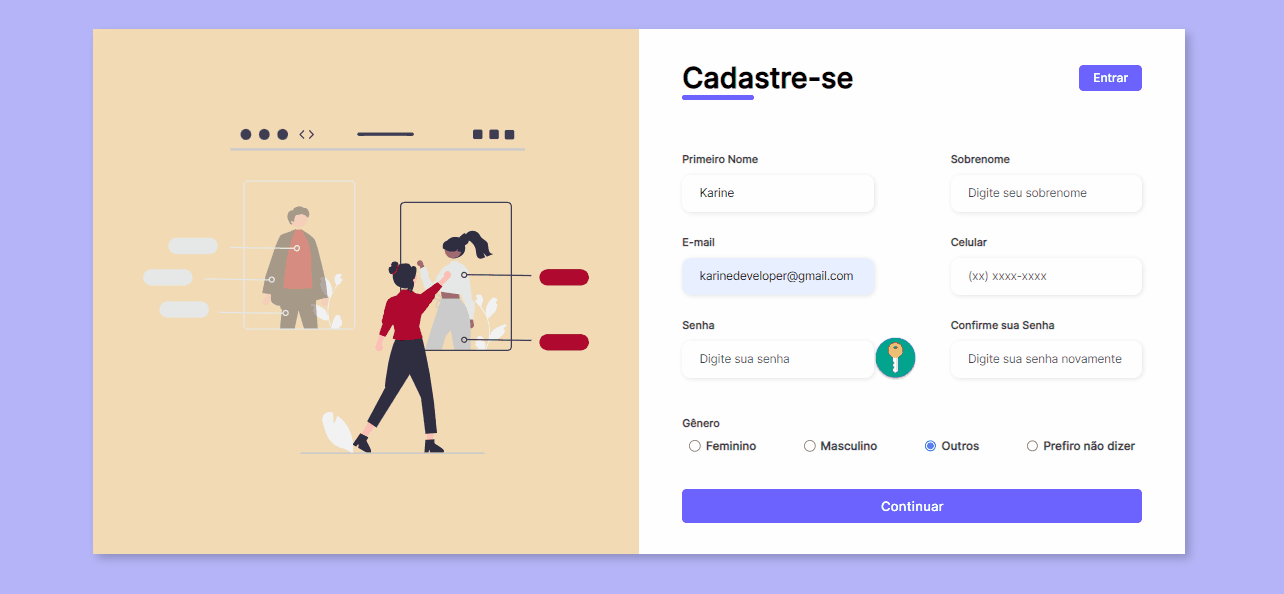 Cadastre-se
Entrar
Primeiro Nome
Sobrenome
Karine
Digite seu sobrenome
E-mail
Celular
karinedeveloper@gmail.com
(xx) xxxx-xxxx
Senha
Confirme sua Senha
Digite sua senha
Digite sua senha novamente
Gênero
Feminino
Masculino
Outros
Prefiro não dizer
Continuar